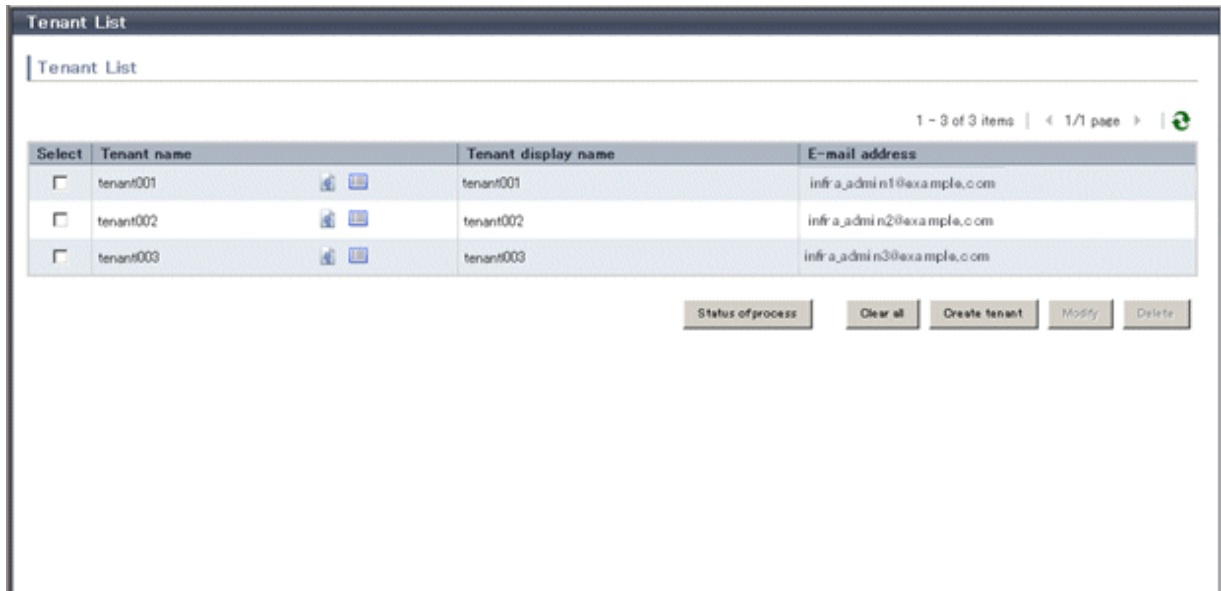 Tenant List
Tenant List
1 - 3 of 3 items 1/1 page
Select Tenant name Tenant display name E-mail address
tenant001 tenant001 infra_admin1@example.com
tenant002 tenant002 infra_admin2@example.com
tenant003 tenant003 infra_admin3@example.com
Status of process Clear all Create tenant Modify Delete